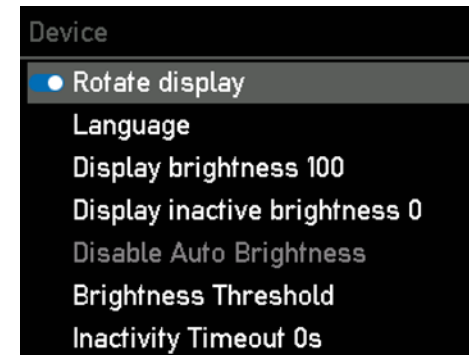 Device
Rotate display
Language
Display brightness 100
Display inactive brightness 0
Disable Auto Brightness
Brightness Threshold
Inactivity Timeout 0s